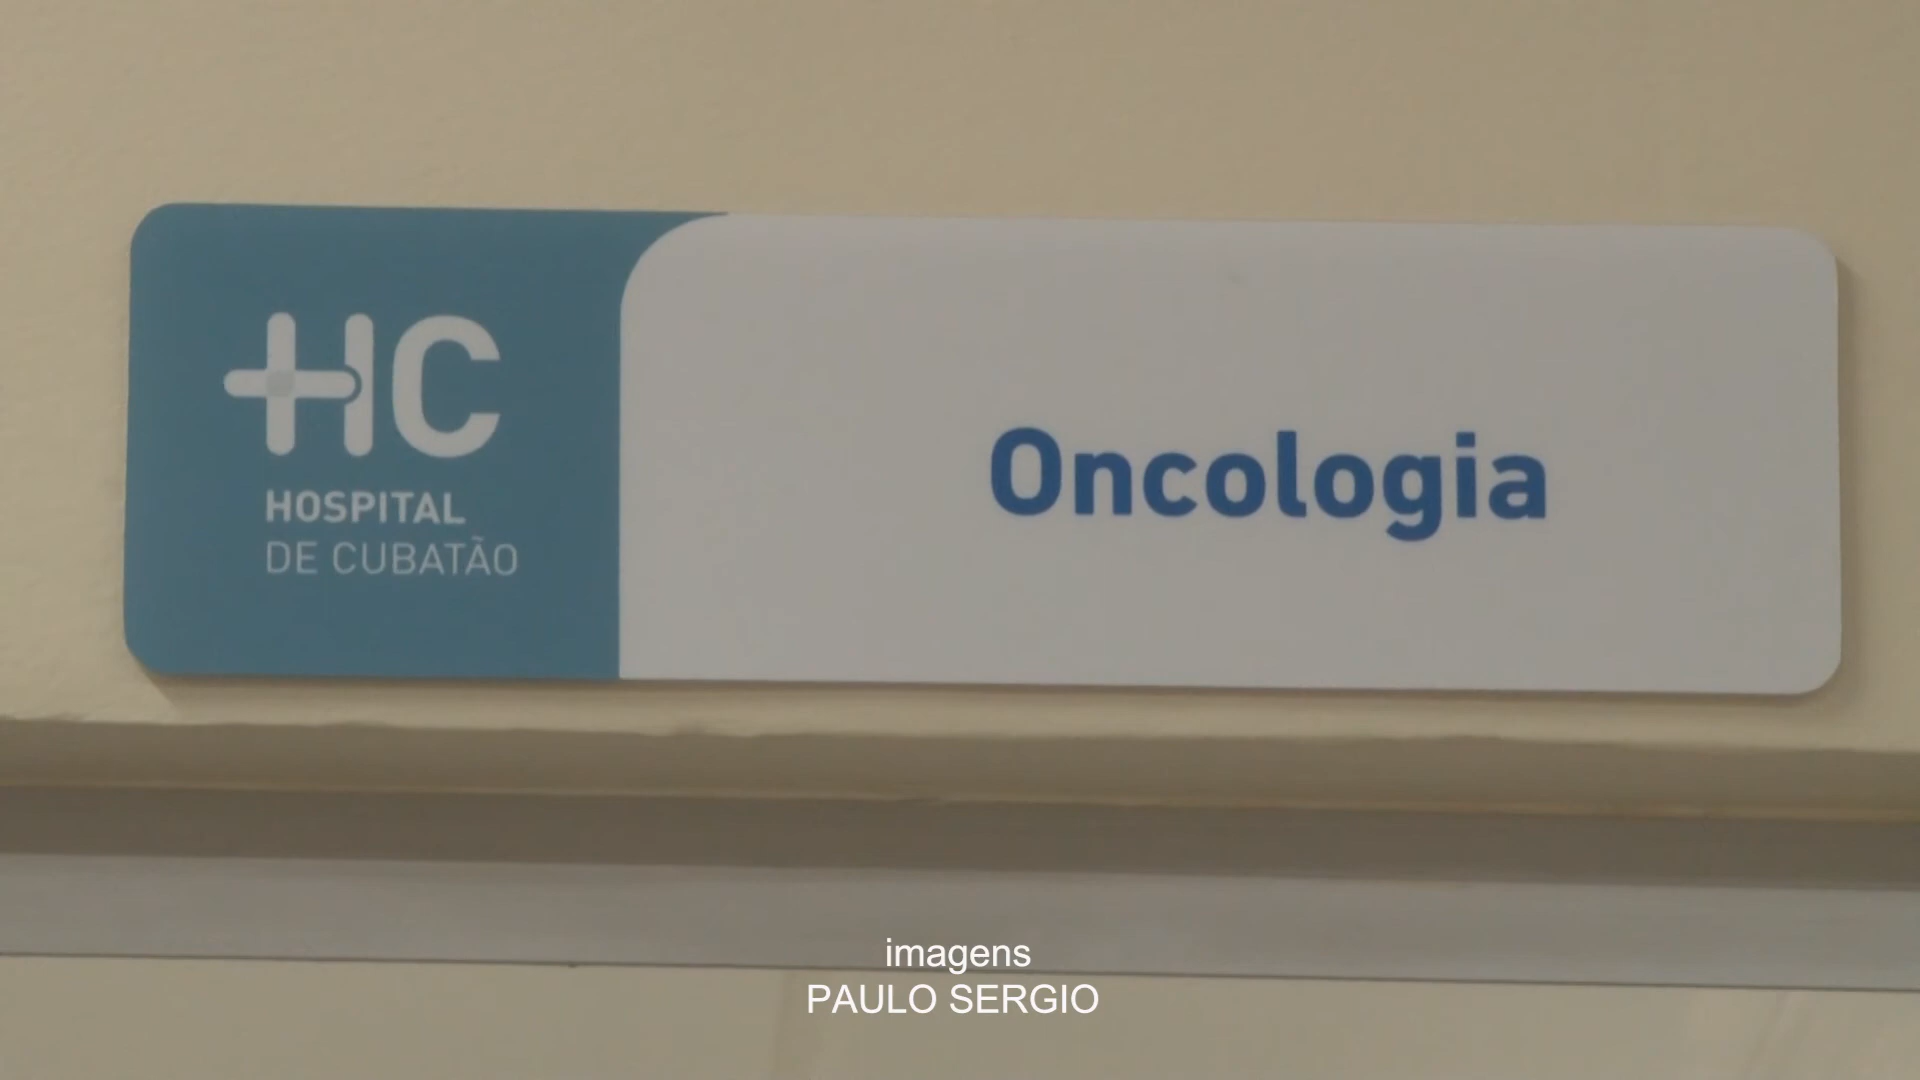 HC
HOSPITAL
DE CUBATÃO
Oncologia
imagens
PAULO SERGIO